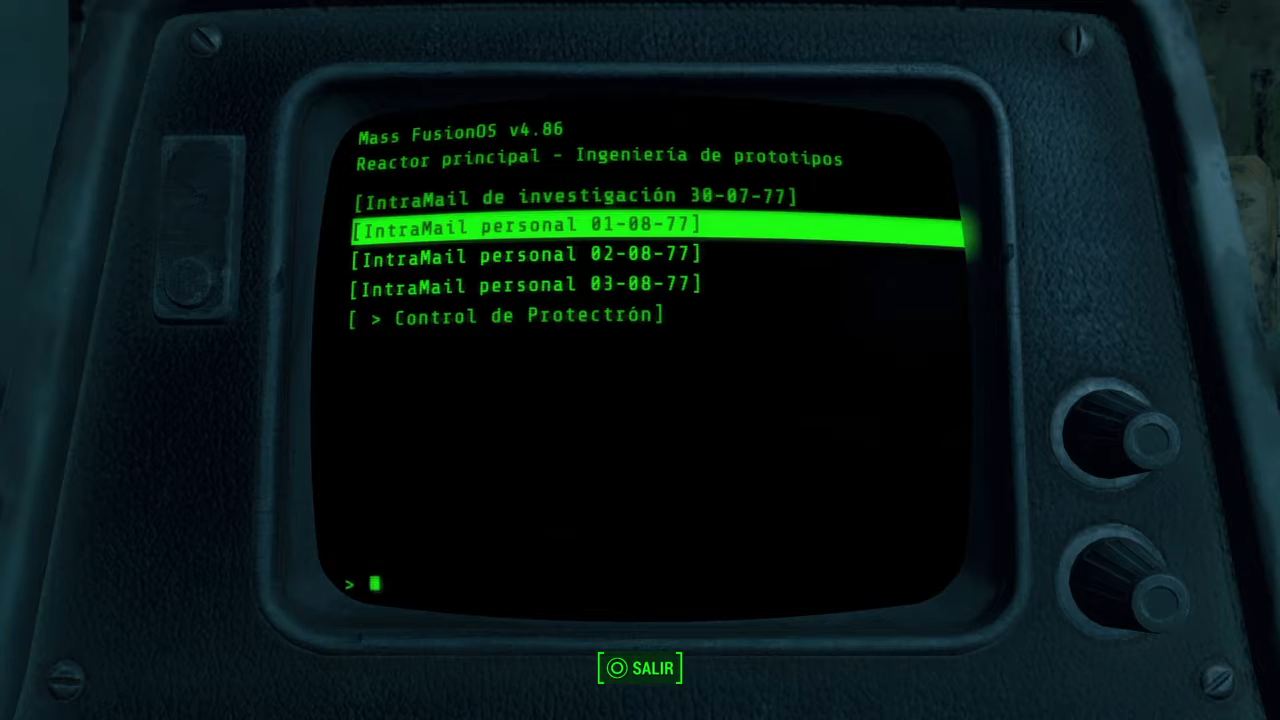 Mass FusionOS v4.86
Reactor principal - Ingeniería de prototipos
[IntraMail de investigación 30-07-77]
[IntraMail personal 01-08-77]
[IntraMail personal 02-08-77]
[IntraMail personal 03-08-77]
[ > Control de Protectrón]
>
[SALIR]